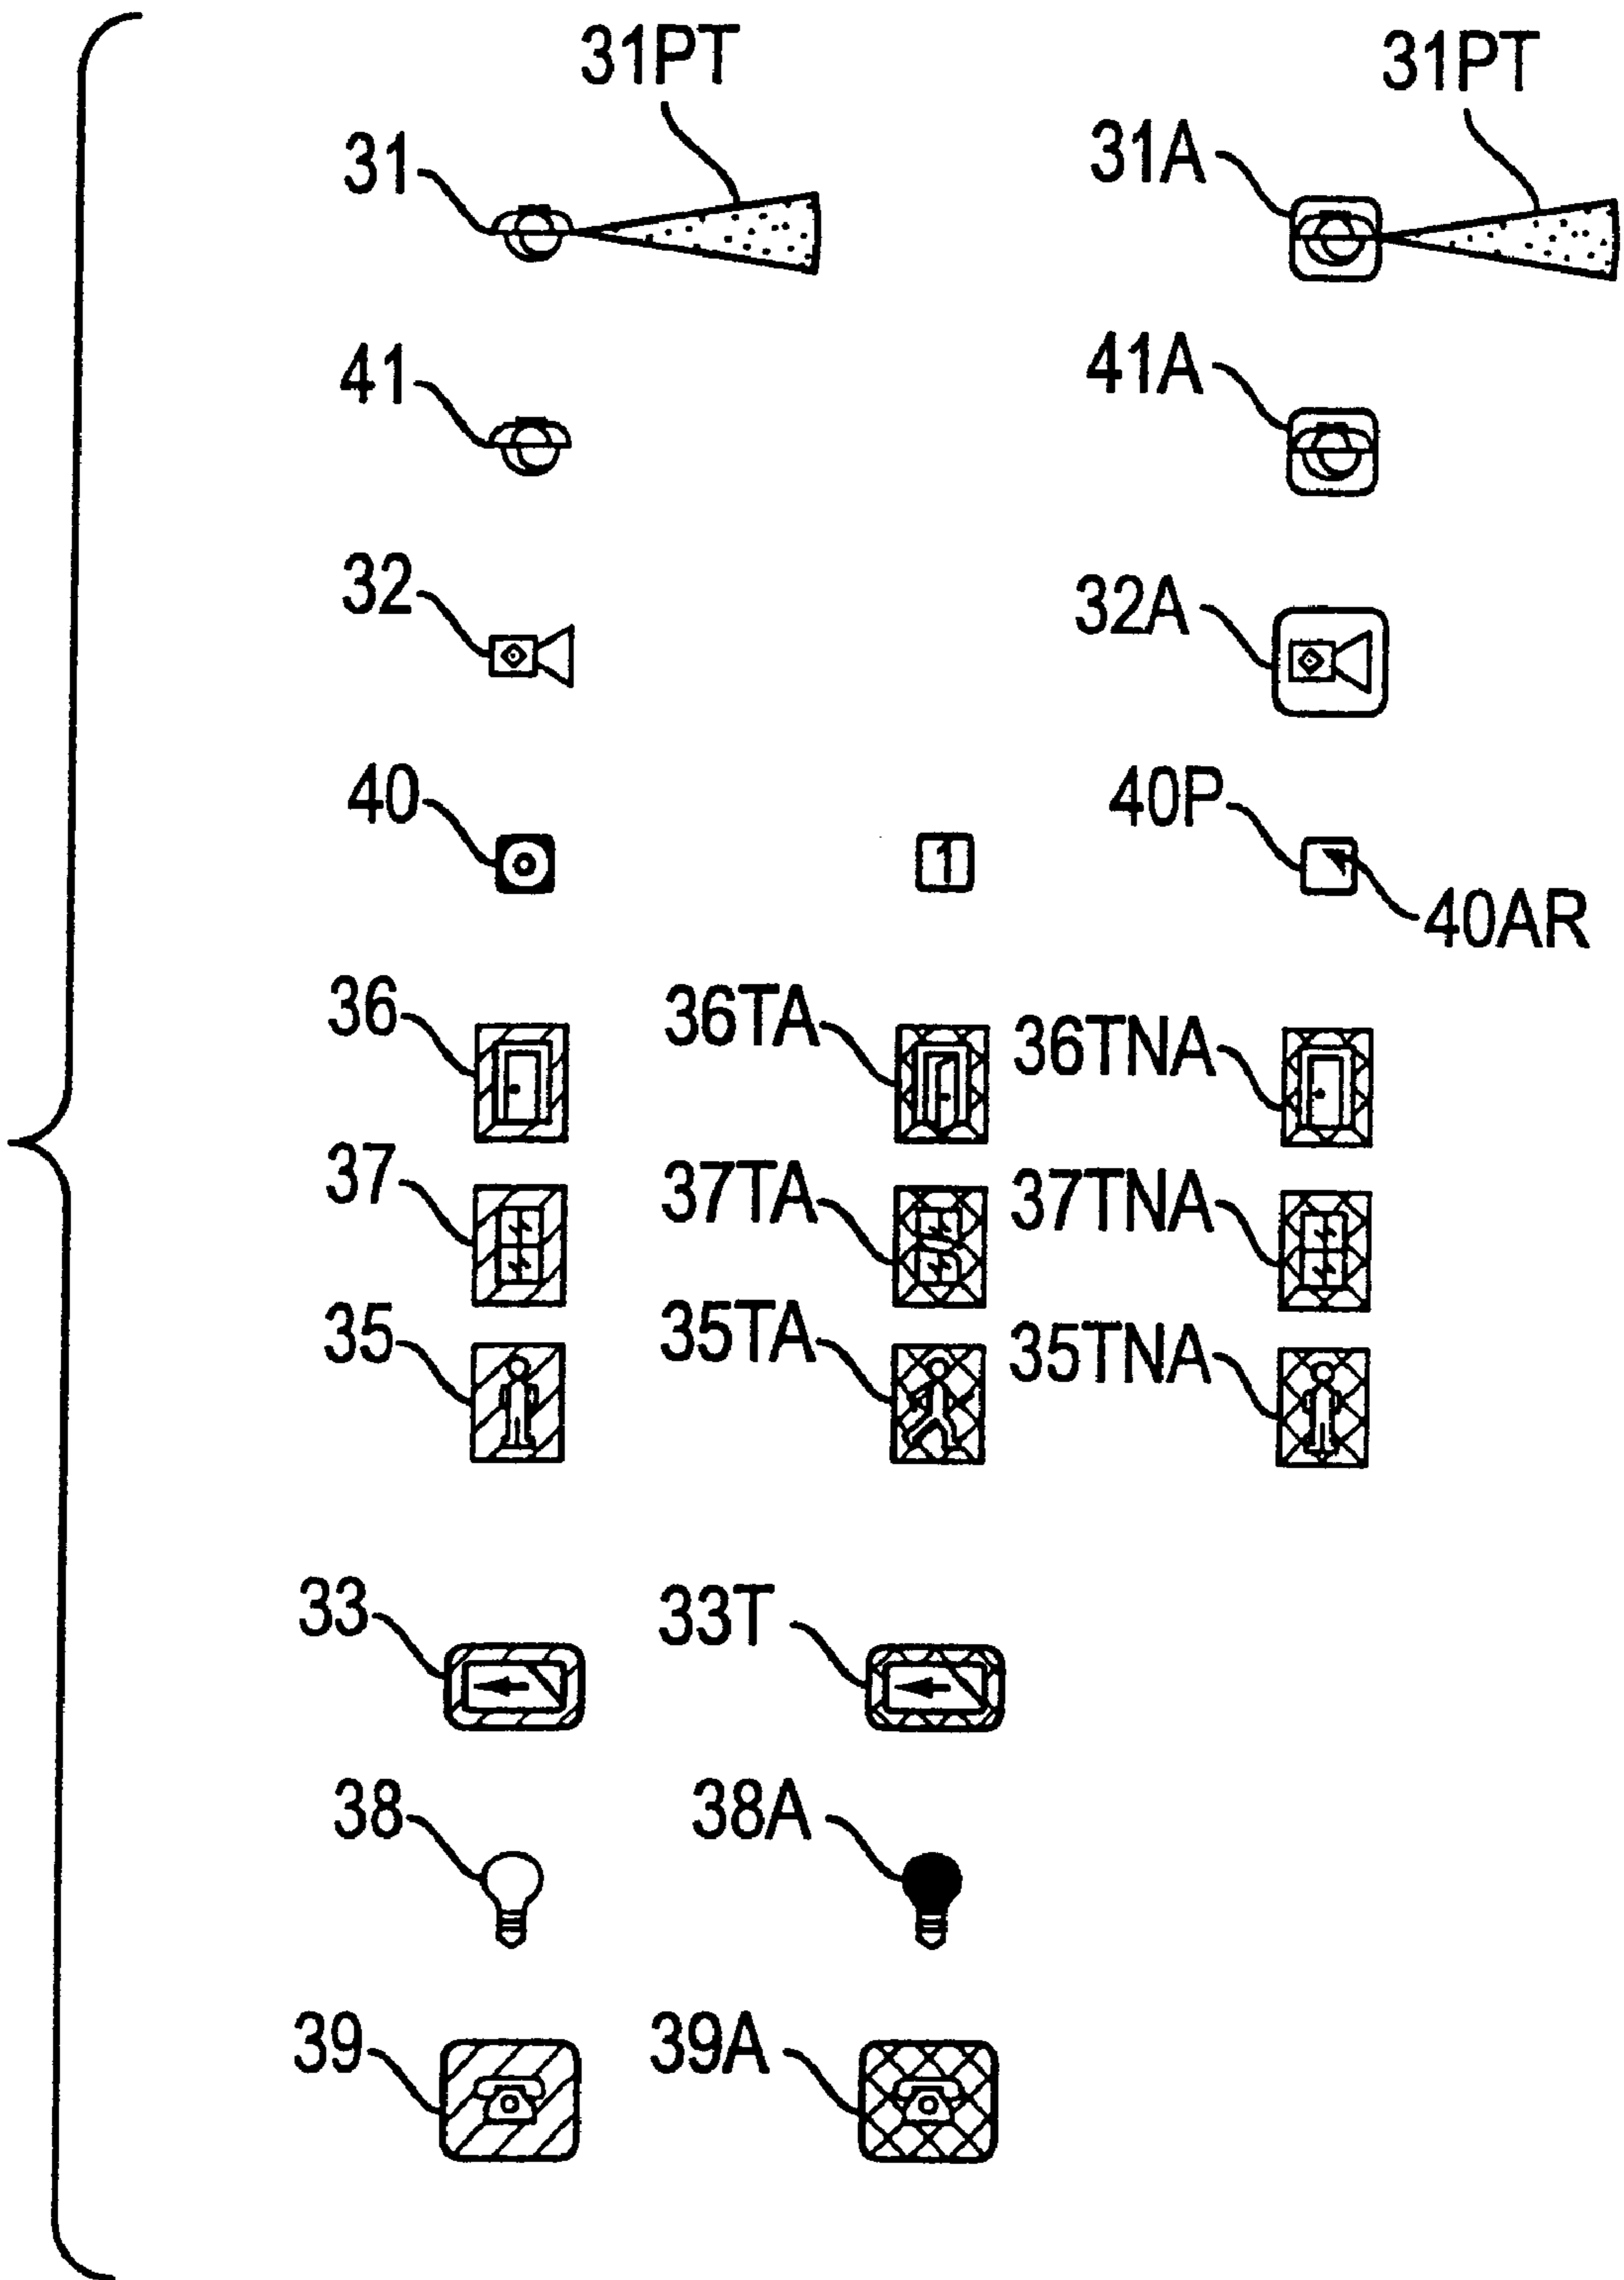 31PT 31PT
31 31A
41 41A
32 32A
40 1 40P
40AR
36 36TA 36TNA
37 37TA 37TNA
35 35TA 35TNA
33 33T
38 38A
39 39A